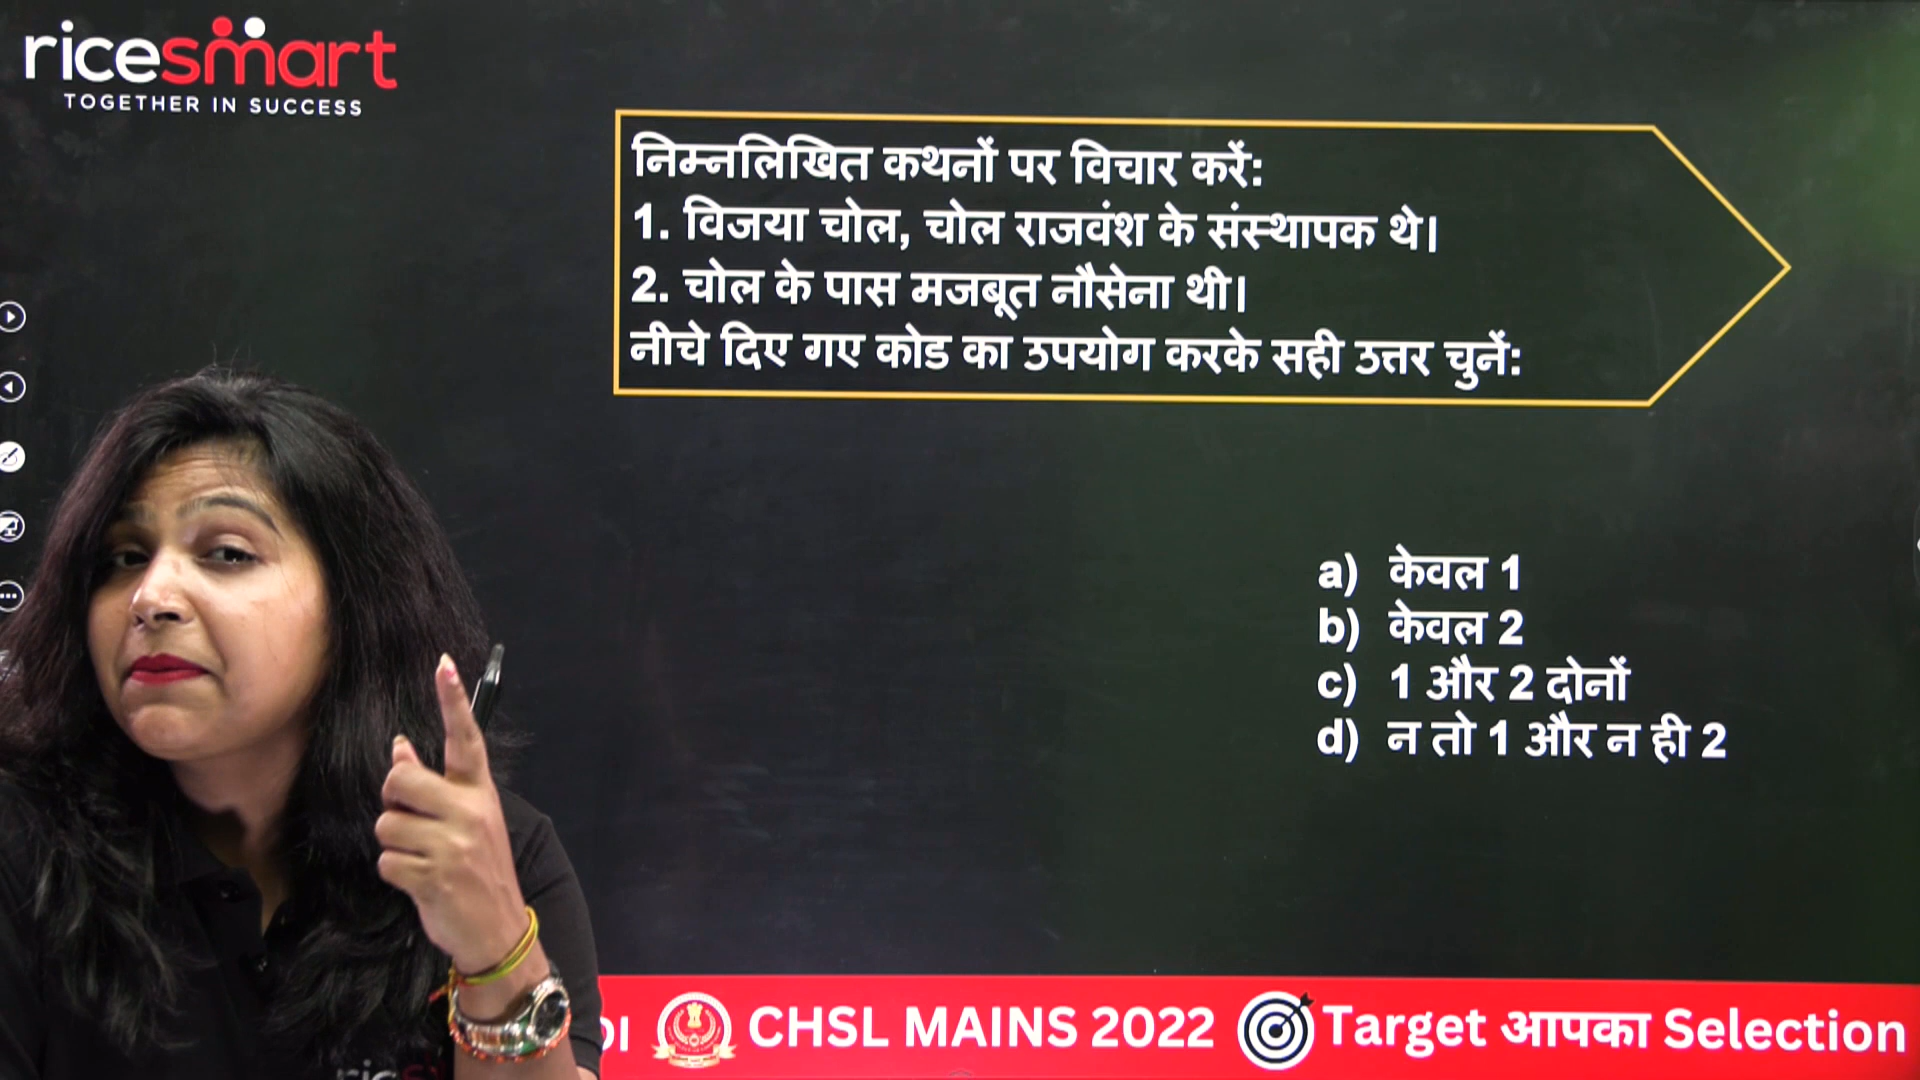 ricesmart
TOGETHER IN SUCCESS
निम्नलिखित कथनों पर विचार करें:
1. विजया चोल, चोल राजवंश के संस्थापक थे।
2. चोल के पास मजबूत नौसेना थी।
नीचे दिए गए कोड का उपयोग करके सही उत्तर चुनें:
a) केवल 1
b) केवल 2
c) 1 और 2 दोनों
d) न तो 1 और न ही 2
CHSL MAINS 2022 Target आपका Selection